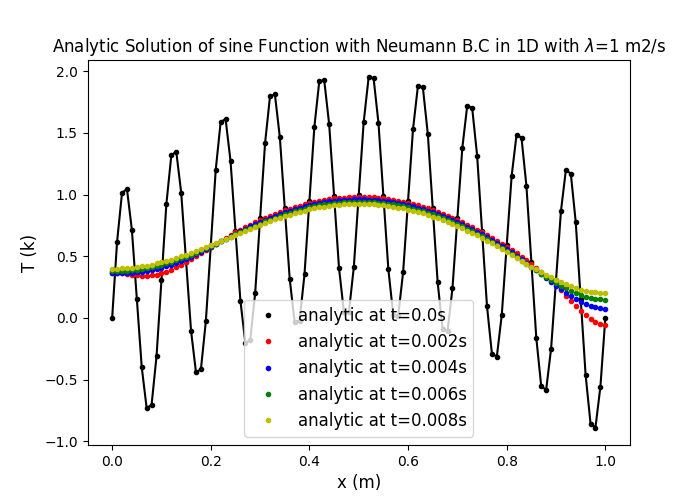 Analytic Solution of sine Function with Neumann B.C in 1D with λ=1 m2/s
2.0
1.5
1.0
0.5
0.0
−0.5
−1.0
T (k)
analytic at t=0.0s
analytic at t=0.002s
analytic at t=0.004s
analytic at t=0.006s
analytic at t=0.008s
0.0 0.2 0.4 0.6 0.8 1.0
x (m)